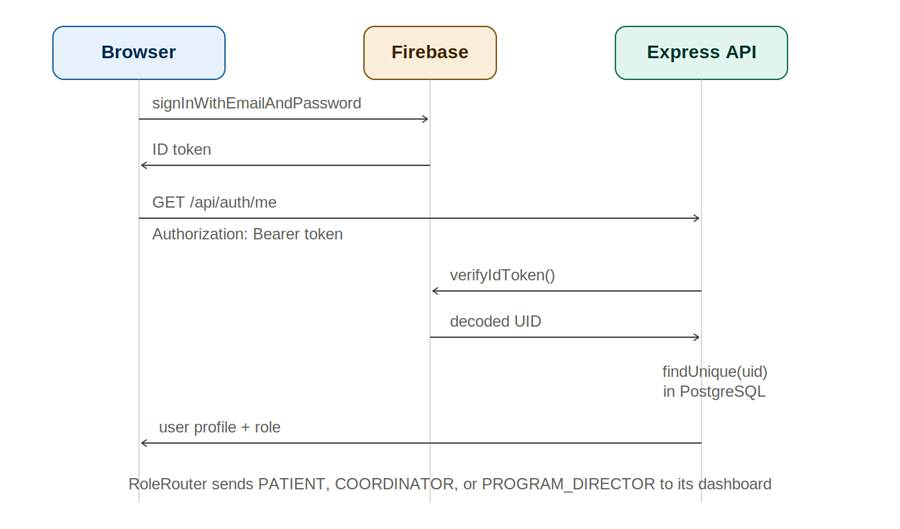 Browser
Firebase
Express API
signInWithEmailAndPassword
ID token
GET /api/auth/me
Authorization: Bearer token
verifyIdToken()
decoded UID
findUnique(uid)
in PostgreSQL
user profile + role
RoleRouter sends PATIENT, COORDINATOR, or PROGRAM_DIRECTOR to its dashboard